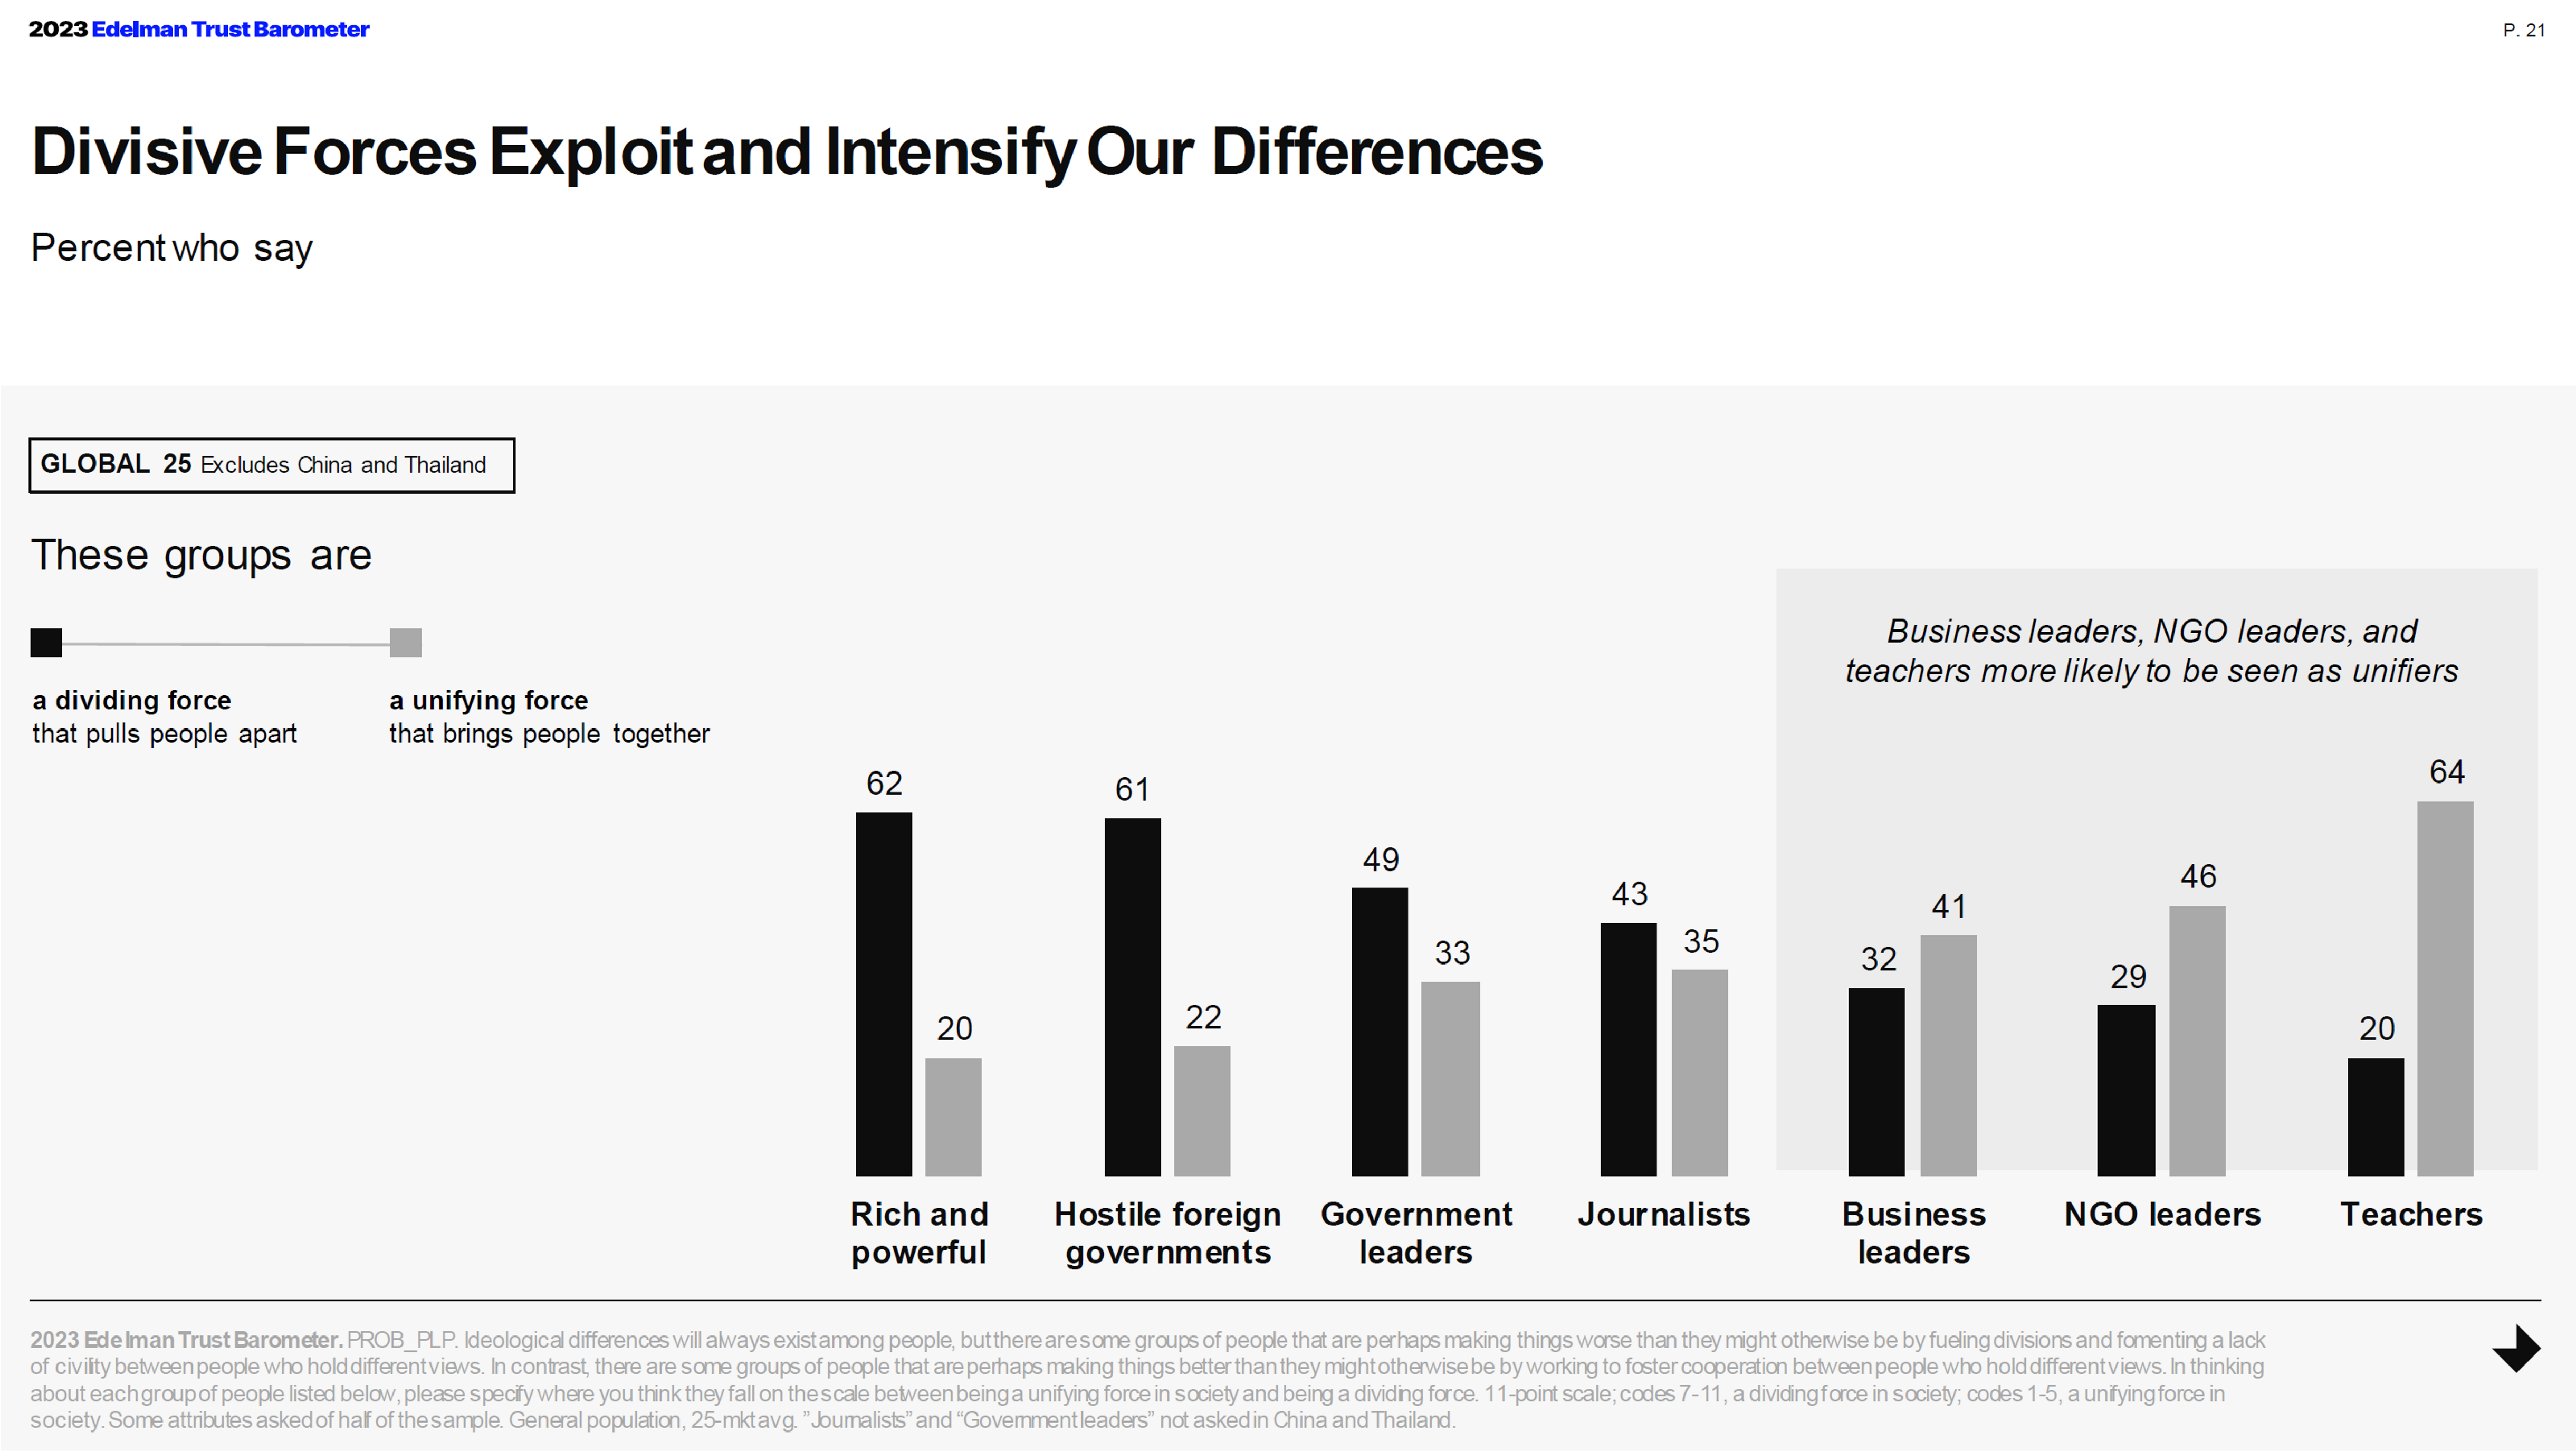 2023 Edelman Trust Barometer
P. 21
Divisive Forces Exploit and Intensify Our Differences
Percent who say
GLOBAL 25 Excludes China and Thailand
These groups are
a dividing force
that pulls people apart
a unifying force
that brings people together
Business leaders, NGO leaders, and
teachers more likely to be seen as unifiers
62
20
61
22
49
33
43
35
32
41
29
46
20
64
Rich and
powerful
Hostile foreign
governments
Government
leaders
Journalists
Business
leaders
NGO leaders
Teachers
2023 Edelman Trust Barometer. PROB_PLP. Ideological differences will always exist among people, but there are some groups of people that are perhaps making things worse than they might otherwise be by fueling divisions and fomenting a lack
of civility between people who hold different views. In contrast, there are some groups of people that are perhaps making things better than they might otherwise be by working to foster cooperation between people who hold different views. In thinking
about each group of people listed below, please specify where you think they fall on the scale between being a unifying force in society and being a dividing force. 11-point scale; codes 7-11, a dividing force in society; codes 1-5, a unifying force in
society. Some attributes asked of half of the sample. General population, 25-mkt avg. ”Journalists” and “Government leaders” not asked in China and Thailand.